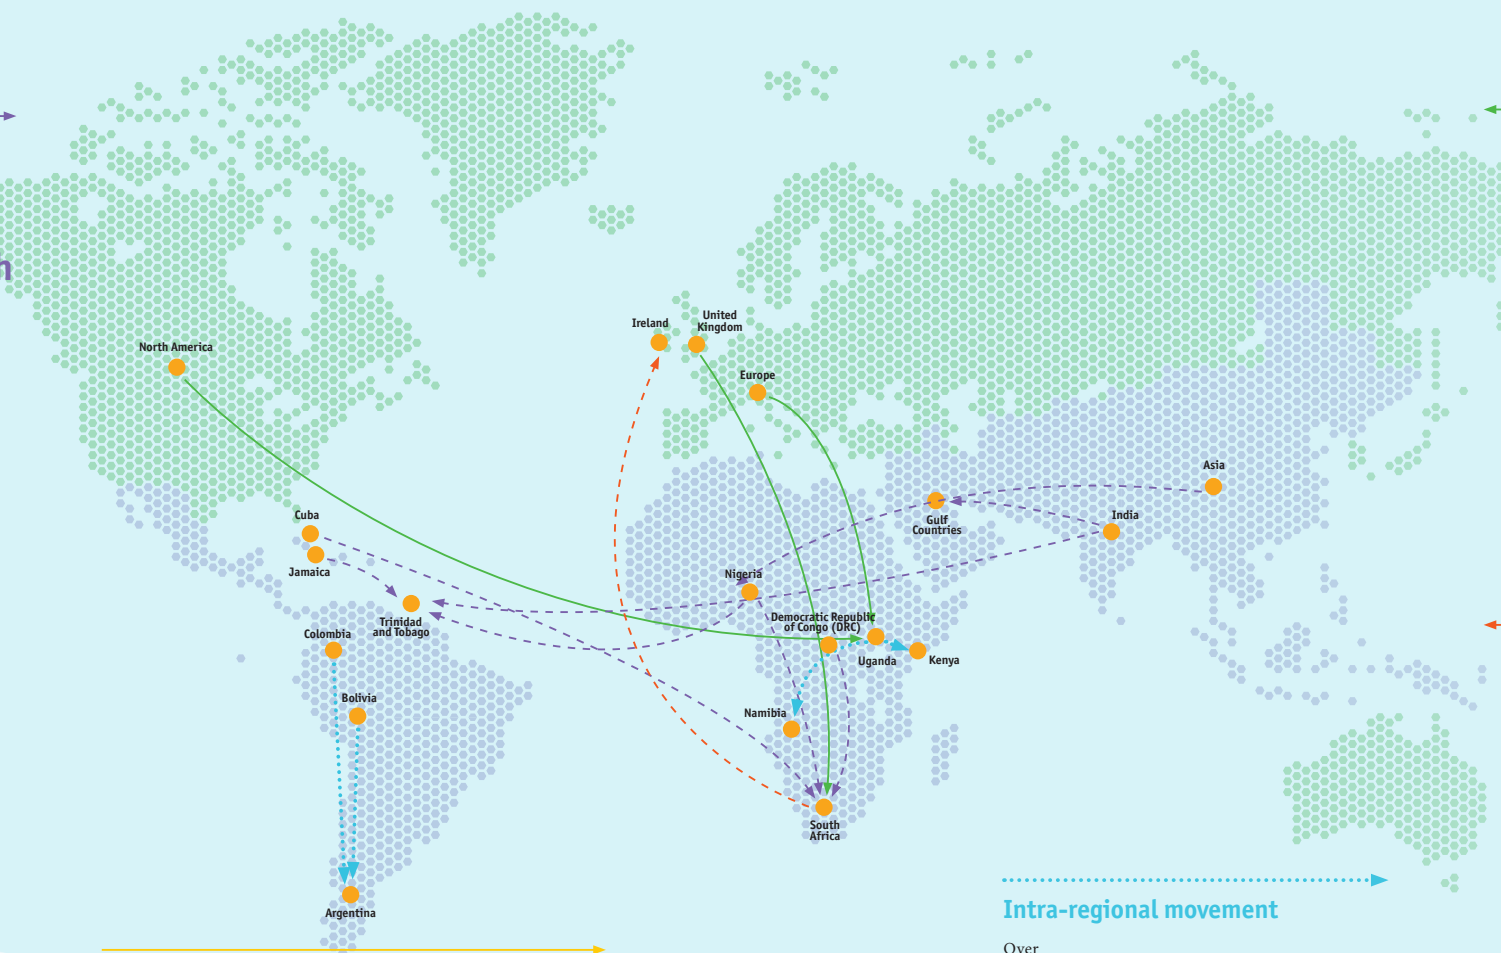 n
Ireland
United
Kingdom
North America
Europe
Asia
Cuba
India
Gulf
Countries
Jamaica
Nigeria
Trinidad
and Tobago
Democratic Republic
of Congo (DRC)
Colombia
Uganda
Kenya
Bolivia
Namibia
South
Africa
Argentina
Intra-regional movement
Over